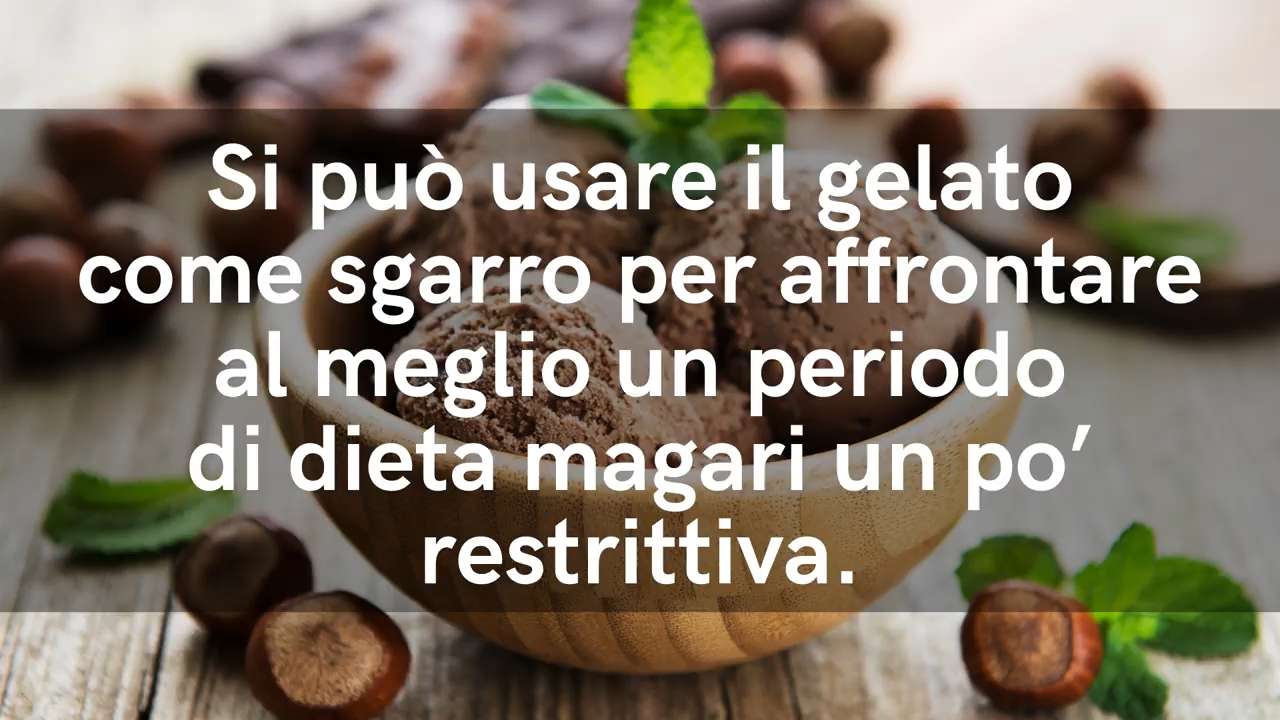 Si può usare il gelato
come sgarro per affrontare
al meglio un periodo
di dieta magari un po’
restrittiva.